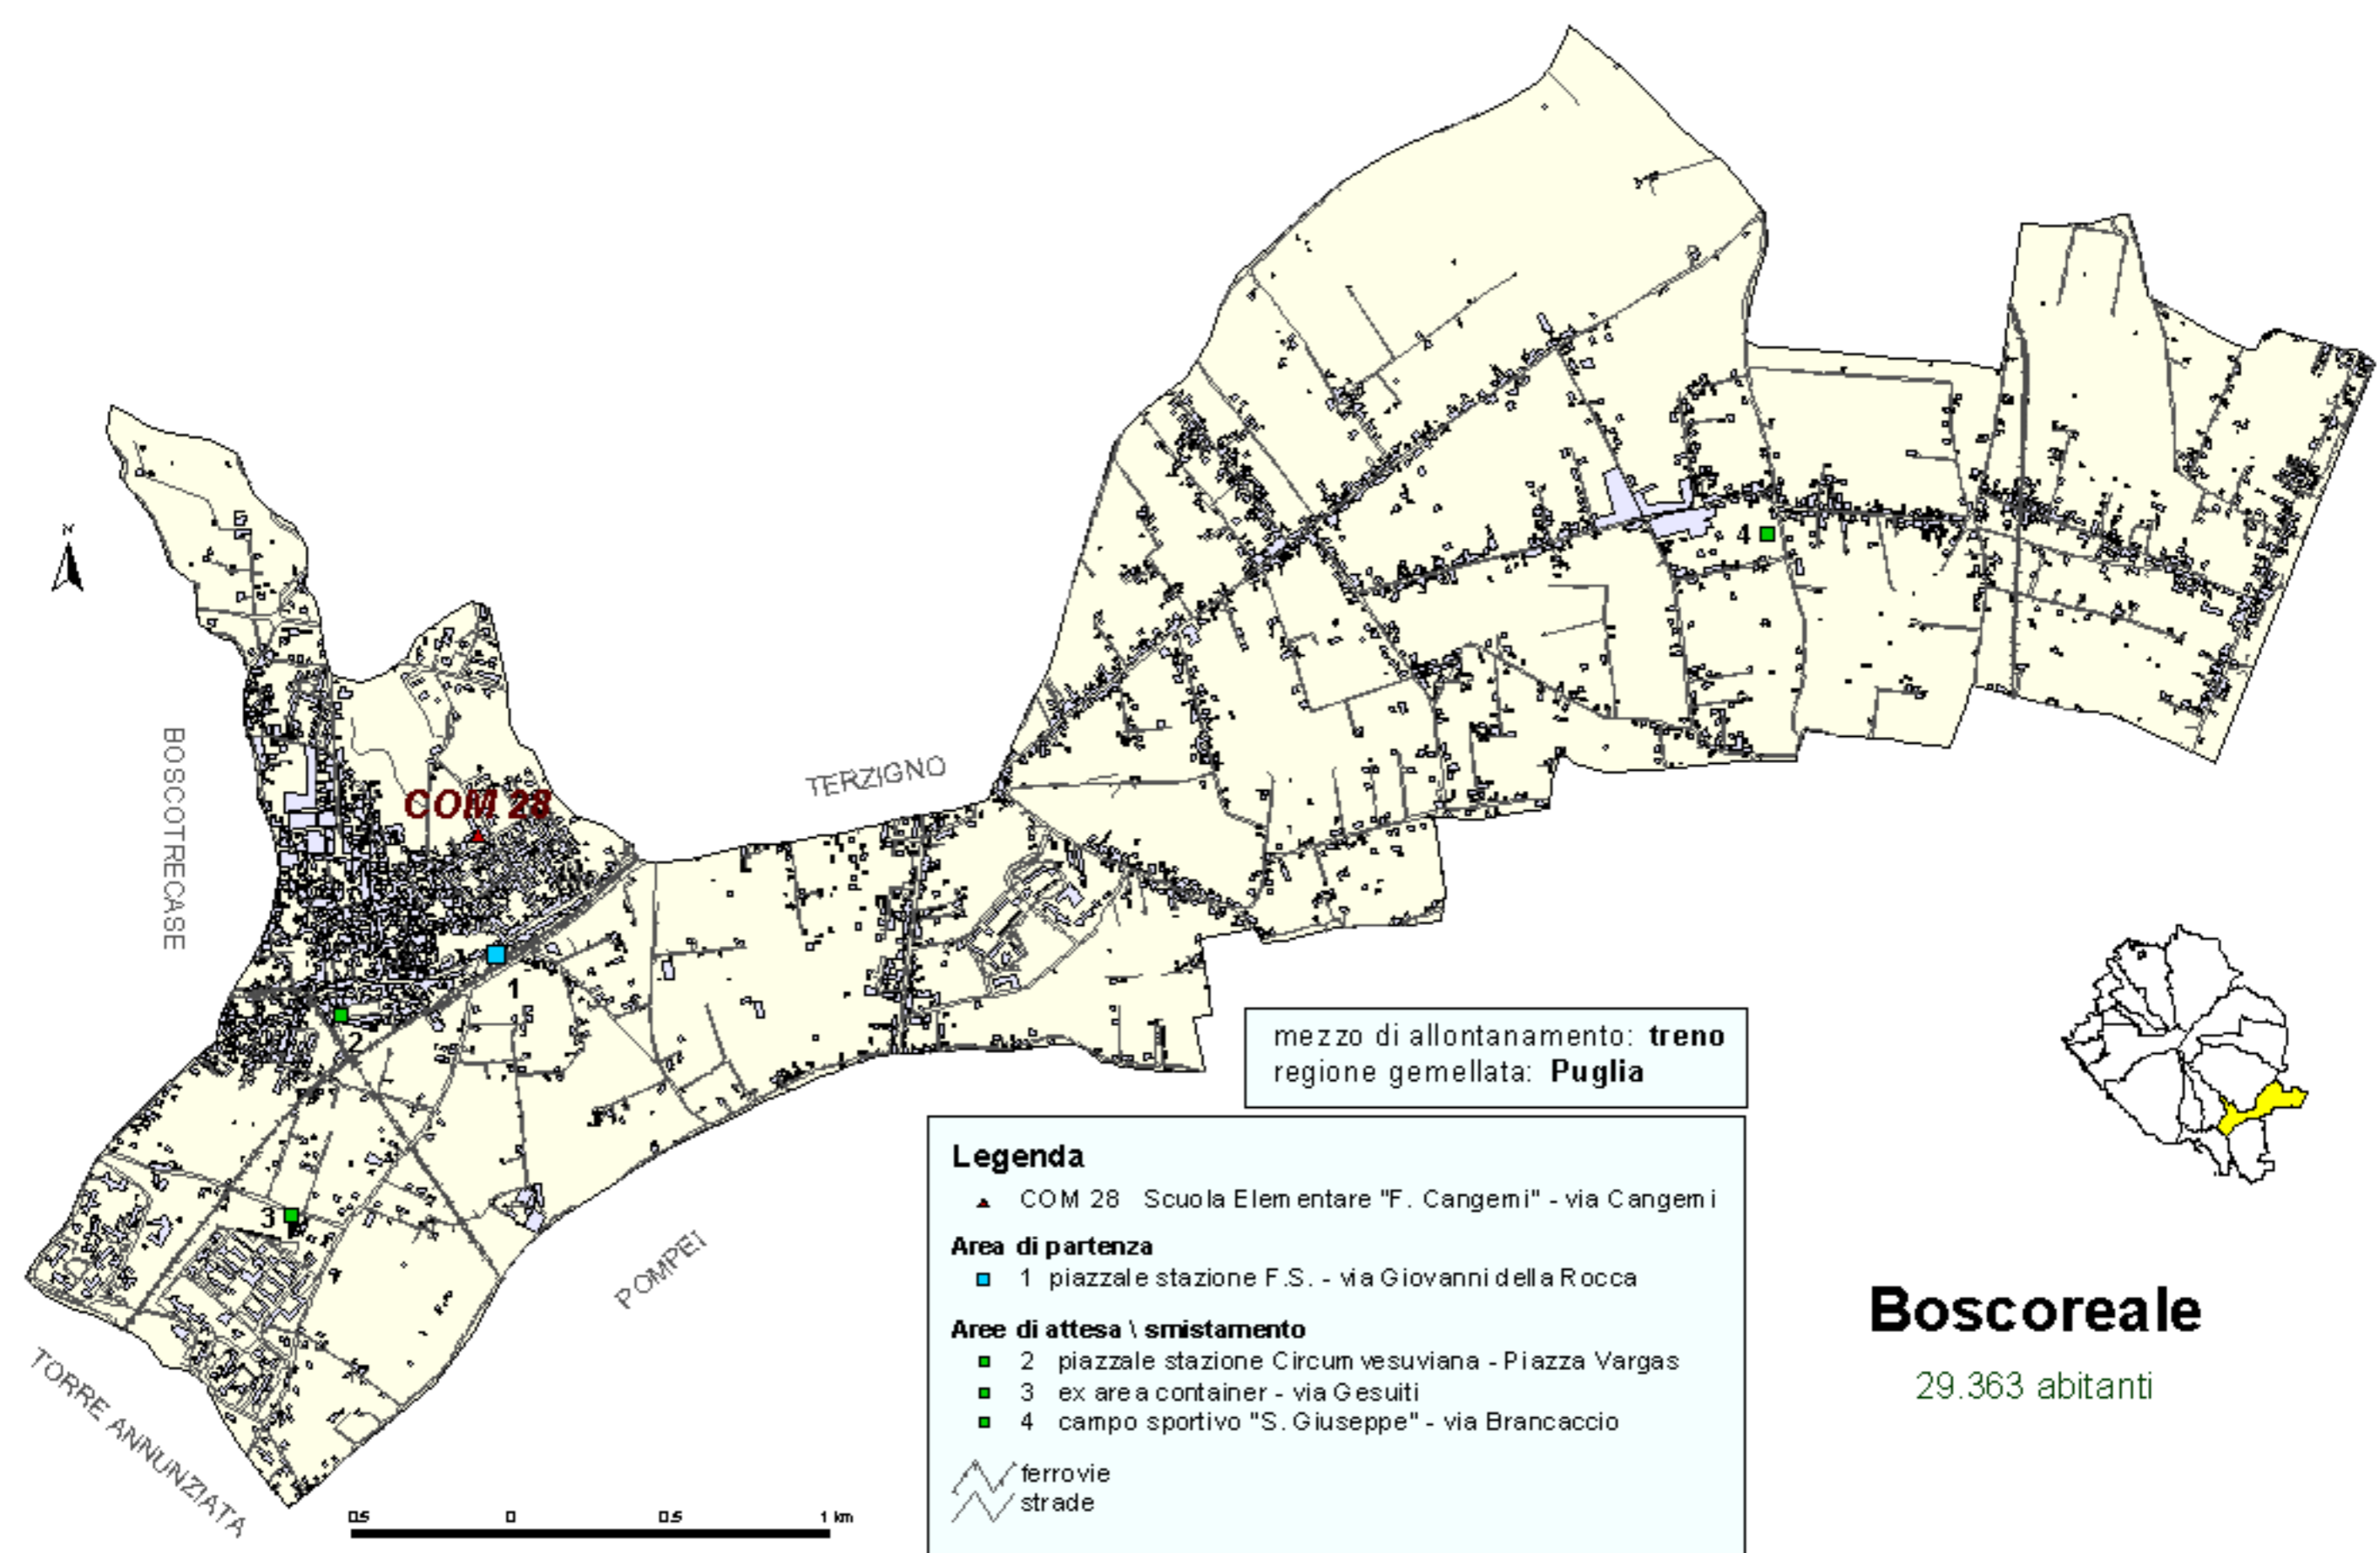 N
BOSCOTRECASE
COM 28
TERZIGNO
4
1
2
3
POMPEI
TORRE ANNUNZIATA
0.5 0 0.5 1 km
mezzo di allontanamento: treno
regione gemellata: Puglia
Legenda
COM 28 Scuola Elementare "F. Cangemi" - via Cangemi
Area di partenza
1 piazzale stazione F.S. - via Giovanni della Rocca
Aree di attesa \ smistamento
2 piazzale stazione Circumvesuviana - Piazza Vargas
3 ex area container - via Gesuiti
4 campo sportivo "S. Giuseppe" - via Brancaccio
ferrovie
strade
Boscoreale
29.363 abitanti